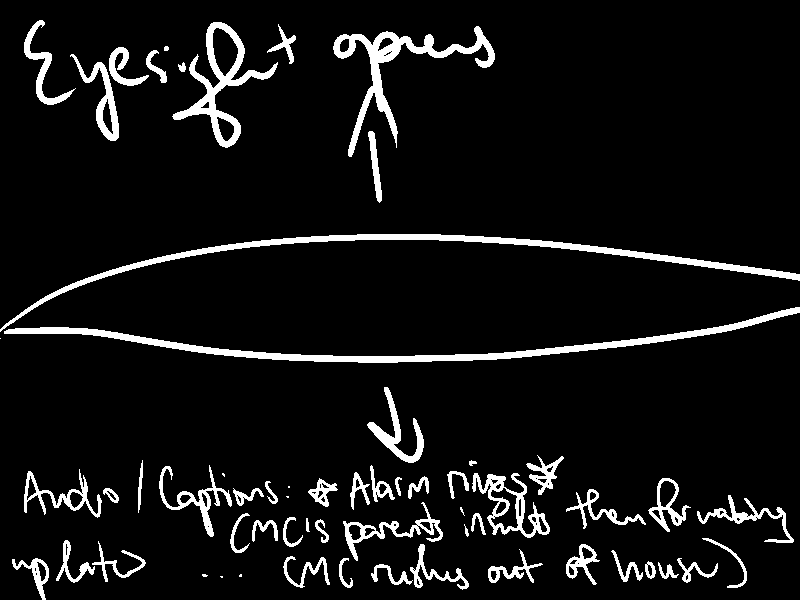 Eyesight opens
Audio / Captions: * Alarm rings *
(MC's parents insults them for waking
up late) ... (MC rushes out of house)